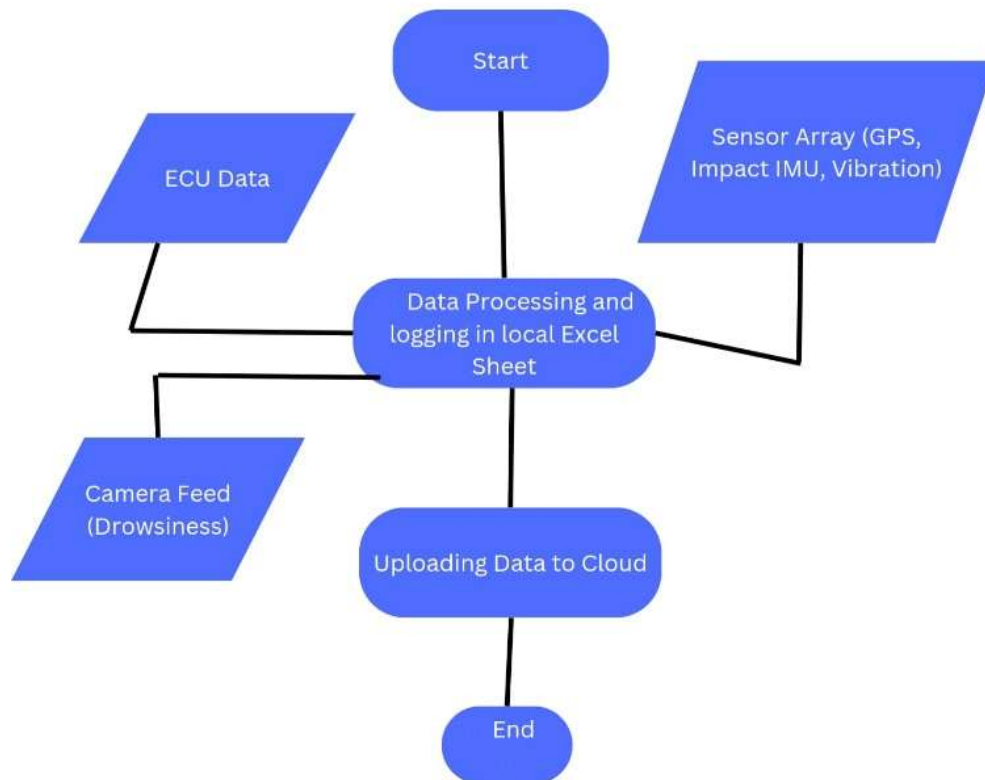 Start
Sensor Array (GPS,
Impact IMU, Vibration)
ECU Data
Data Processing and
logging in local Excel
Sheet
Camera Feed
(Drowsiness)
Uploading Data to Cloud
End